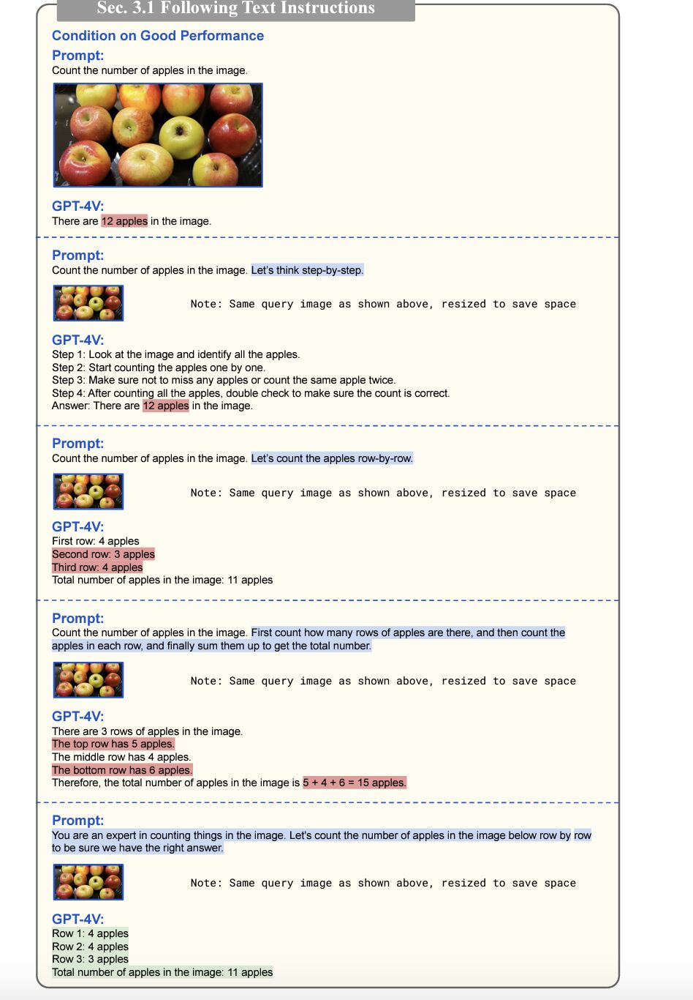 Sec. 3.1 Following Text Instructions
Condition on Good Performance
Prompt:
Count the number of apples in the image.
GPT-4V:
There are 12 apples in the image.
Prompt:
Count the number of apples in the image. Let's think step-by-step.
Note: Same query image as shown above, resized to save space
GPT-4V:
Step 1: Look at the image and identify all the apples.
Step 2: Start counting the apples one by one.
Step 3: Make sure not to miss any apples or count the same apple twice.
Step 4: After counting all the apples, double check to make sure the count is correct.
Answer: There are 12 apples in the image.
Prompt:
Count the number of apples in the image. Let's count the apples row-by-row.
Note: Same query image as shown above, resized to save space
GPT-4V:
First row: 4 apples
Second row: 3 apples
Third row: 4 apples
Total number of apples in the image: 11 apples
Prompt:
Count the number of apples in the image. First count how many rows of apples are there, and then count the
apples in each row, and finally sum them up to get the total number.
Note: Same query image as shown above, resized to save space
GPT-4V:
There are 3 rows of apples in the image.
The top row has 5 apples.
The middle row has 4 apples.
The bottom row has 6 apples.
Therefore, the total number of apples in the image is 5 + 4 + 6 = 15 apples.
Prompt:
You are an expert in counting things in the image. Let's count the number of apples in the image below row by row
to be sure we have the right answer.
Note: Same query image as shown above, resized to save space
GPT-4V:
Row 1: 4 apples
Row 2: 4 apples
Row 3: 3 apples
Total number of apples in the image: 11 apples